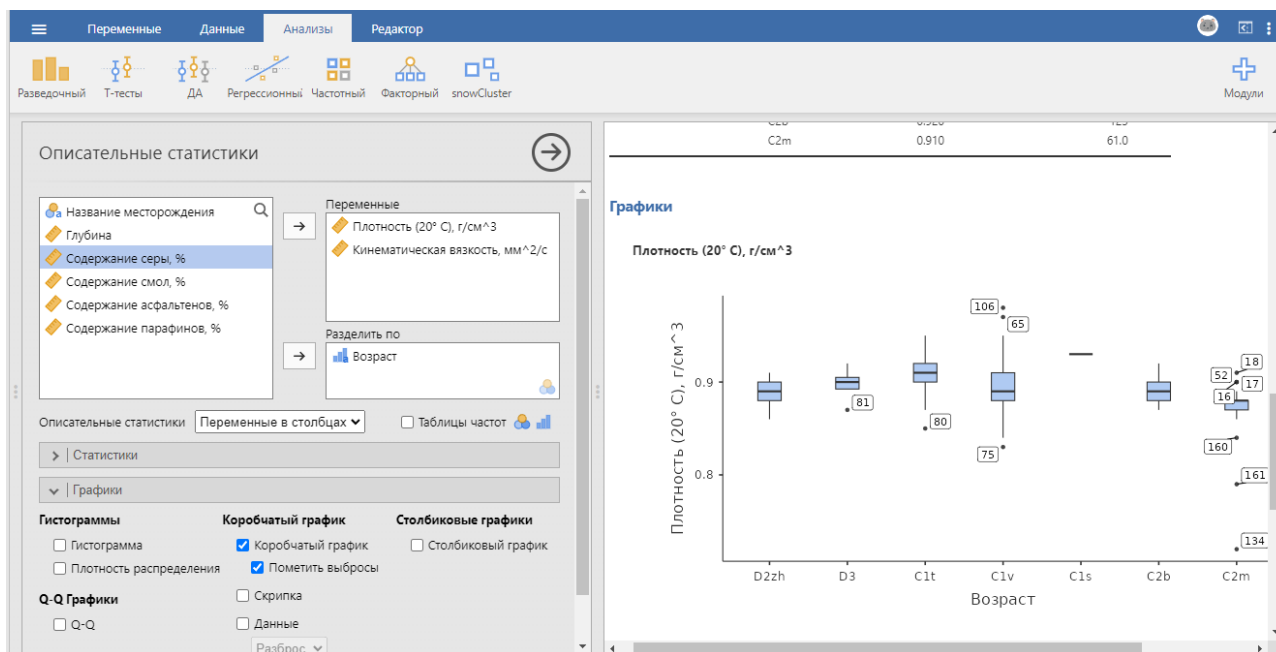 Переменные Данные Анализы Редактор
Разведочный Т-тесты ДА Регрессионный Частотный Факторный snowCluster Модули
Описательные статистики
Название месторождения
Глубина
Содержание серы, %
Содержание смол, %
Содержание асфальтенов, %
Содержание парафинов, %
Переменные
Плотность (20° C), г/см^3
Кинематическая вязкость, мм^2/с
Разделить по
Возраст
Описательные статистики Переменные в столбцах Таблицы частот
Статистики
Графики
Гистограммы Коробчатый график Столбиковые графики
Гистограмма Коробчатый график Столбиковый график
Плотность распределения Пометить выбросы
Q-Q Графики Скрипка
Q-Q Данные
Разброс
C2b 0.920 423
C2m 0.910 61.0
Графики
Плотность (20° C), г/см^3
Плотность (20° C), г/см^3
0.9
0.8
81
80
106
65
75
18
52
17
16
160
161
134
D2zh D3 C1t C1v C1s C2b C2m
Возраст